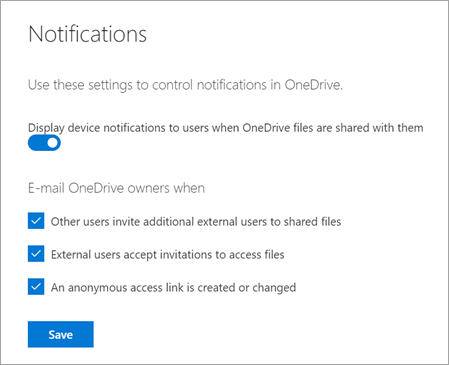 Notifications
Use these settings to control notifications in OneDrive.
Display device notifications to users when OneDrive files are shared with them
E-mail OneDrive owners when
Other users invite additional external users to shared files
External users accept invitations to access files
An anonymous access link is created or changed
Save